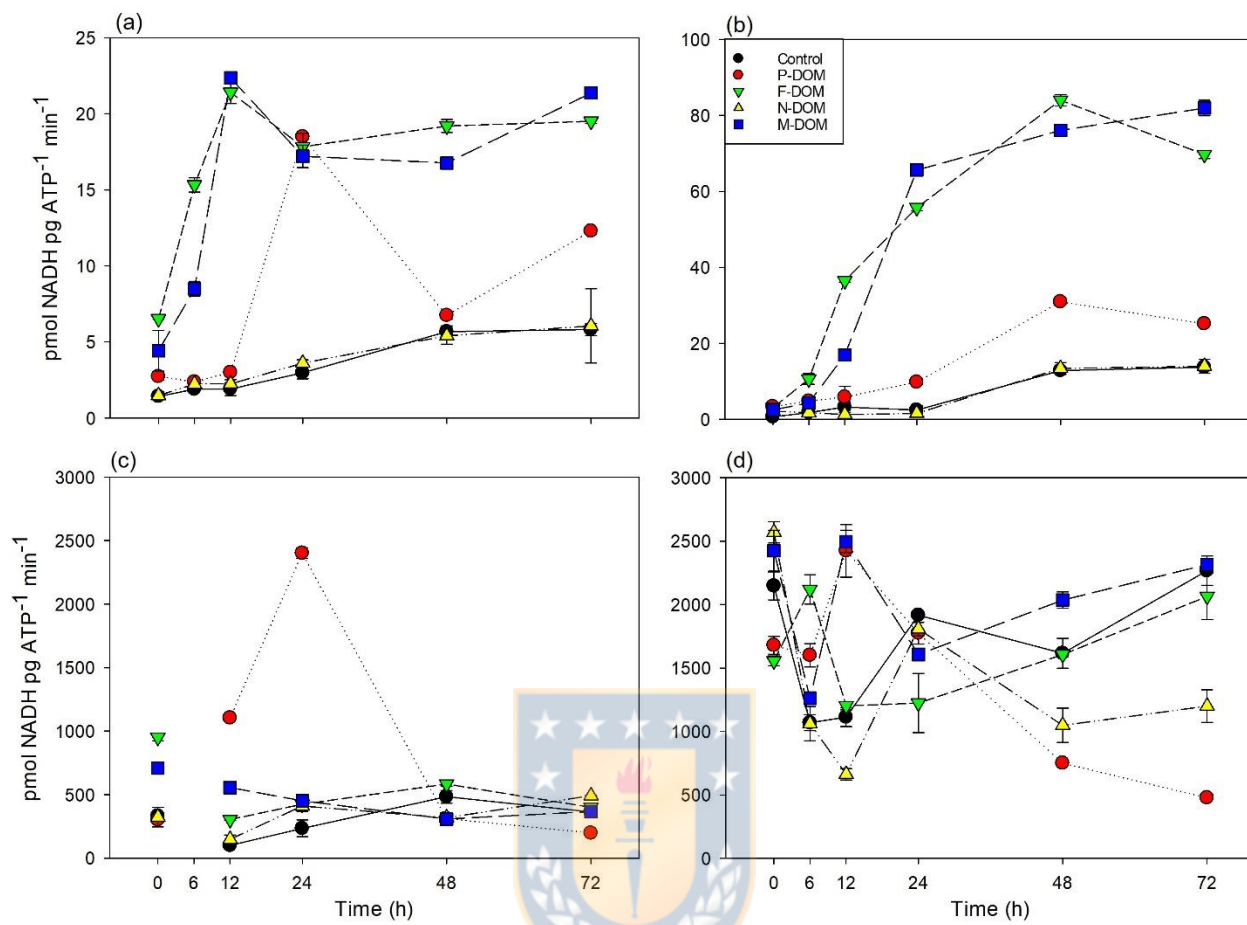 (a)
pmol NADH pg ATP⁻¹ min⁻¹
25
20
15
10
5
0
(b)
100
80
60
40
20
0
Control
P-DOM
F-DOM
N-DOM
M-DOM
(c)
pmol NADH pg ATP⁻¹ min⁻¹
3000
2500
2000
1500
1000
500
0
0 6 12 24 48 72
Time (h)
(d)
3000
2500
2000
1500
1000
500
0
0 6 12 24 48 72
Time (h)